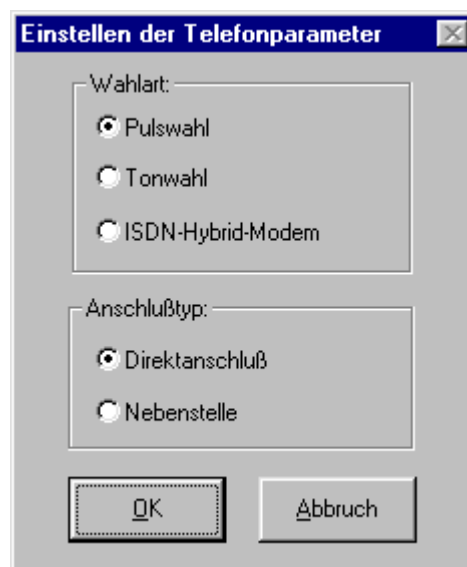 Einstellen der Telefonparameter
Wahlart:
Pulswahl
Tonwahl
ISDN-Hybrid-Modem
Anschlußtyp:
Direktanschluß
Nebenstelle
OK Abbruch